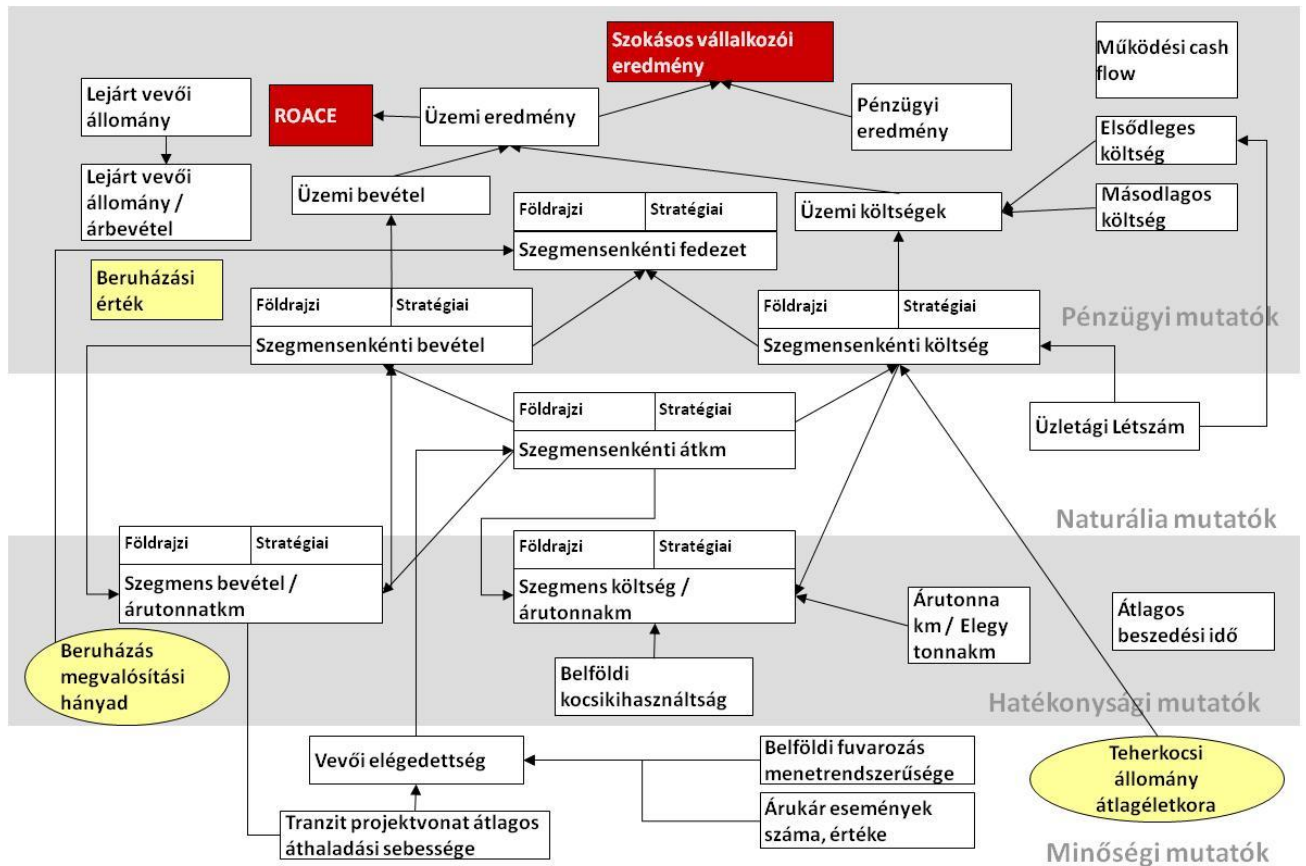 Szokásos vállalkozói
eredmény
Működési cash
flow
Lejárt vevői
állomány
ROACE
Üzemi eredmény
Pénzügyi
eredmény
Elsődleges
költség
Lejárt vevői
állomány /
árbevétel
Üzemi bevétel
Földrajzi
Stratégiai
Szegmensenkénti fedezet
Üzemi költségek
Másodlagos
költség
Beruházási
érték
Földrajzi
Stratégiai
Szegmensenkénti bevétel
Földrajzi
Stratégiai
Szegmensenkénti költség
Pénzügyi mutatók
Földrajzi
Stratégiai
Szegmensenkénti átkm
Üzletági Létszám
Naturália mutatók
Földrajzi
Stratégiai
Szegmens bevétel /
árutonnatkm
Földrajzi
Stratégiai
Szegmens költség /
árutonnakm
Árutonna
km / Elegy
tonnakm
Átlagos
beszedési idő
Beruházás
megvalósítási
hányad
Belföldi
kocsikihasználtság
Hatékonysági mutatók
Vevői elégedettség
Belföldi fuvarozás
menetrendszerűsége
Teherkocsi
állomány
átlagéletkora
Tranzit projektvonat átlagos
áthaladási sebessége
Árukár események
száma, értéke
Minőségi mutatók